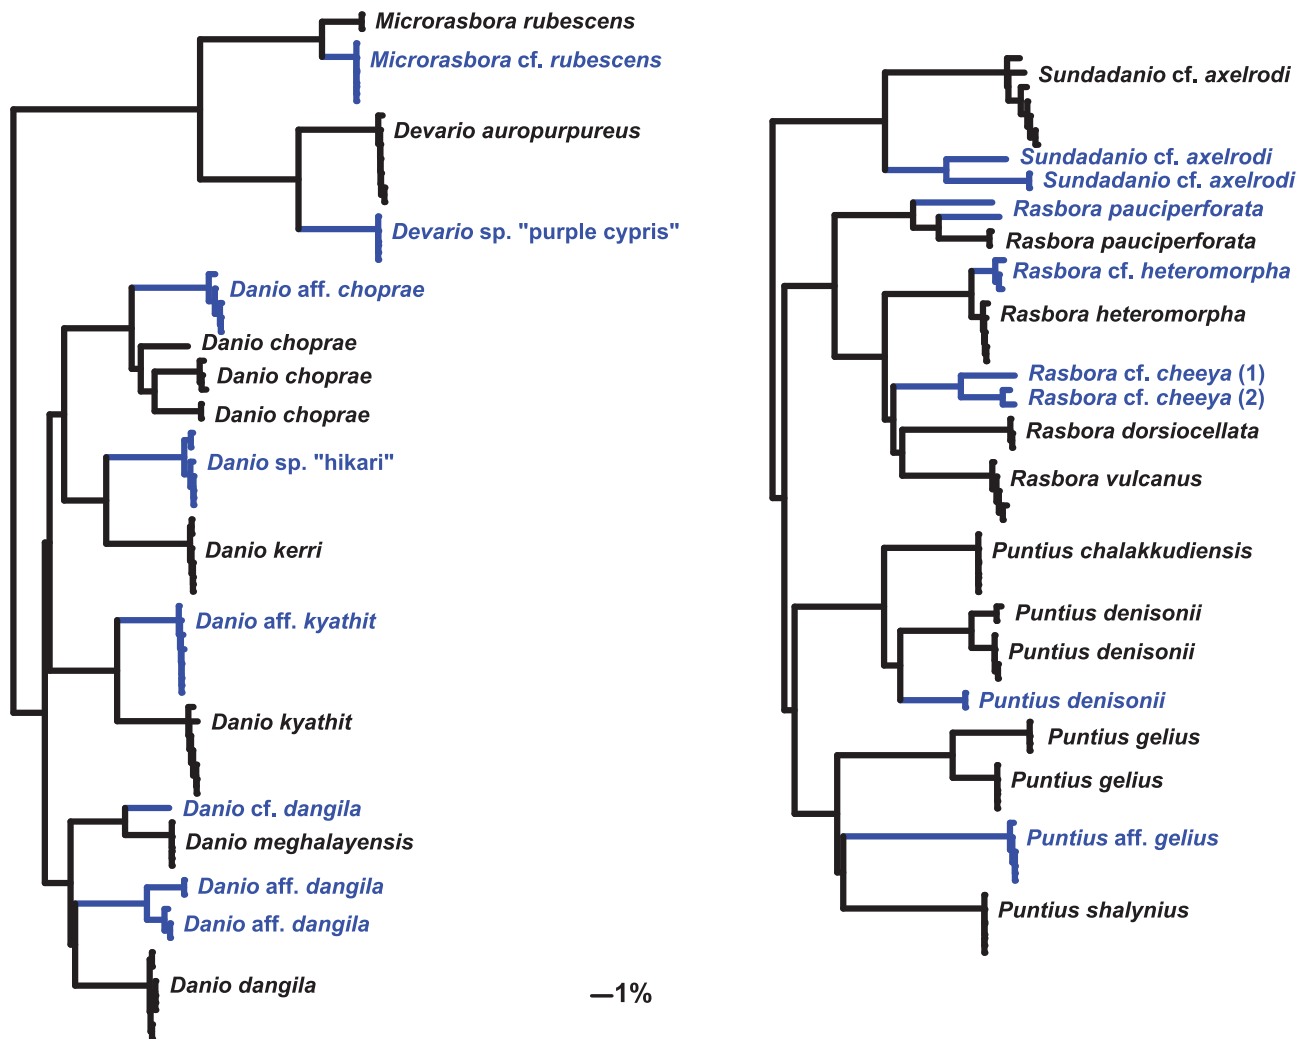 Microrasbora rubescens
Microrasbora cf. rubescens
Devario auropurpureus
Devario sp. "purple cypris"
Danio aff. choprae
Danio choprae
Danio choprae
Danio choprae
Danio sp. "hikari"
Danio kerri
Danio aff. kyathit
Danio kyathit
Danio cf. dangila
Danio meghalayensis
Danio aff. dangila
Danio aff. dangila
Danio dangila
Sundadanio cf. axelrodi
Sundadanio cf. axelrodi
Sundadanio cf. axelrodi
Rasbora pauciperforata
Rasbora pauciperforata
Rasbora cf. heteromorpha
Rasbora heteromorpha
Rasbora cf. cheeya (1)
Rasbora cf. cheeya (2)
Rasbora dorsiocellata
Rasbora vulcanus
Puntius chalakkudiensis
Puntius denisonii
Puntius denisonii
Puntius denisonii
Puntius gelius
Puntius gelius
Puntius aff. gelius
Puntius shalynius
1%